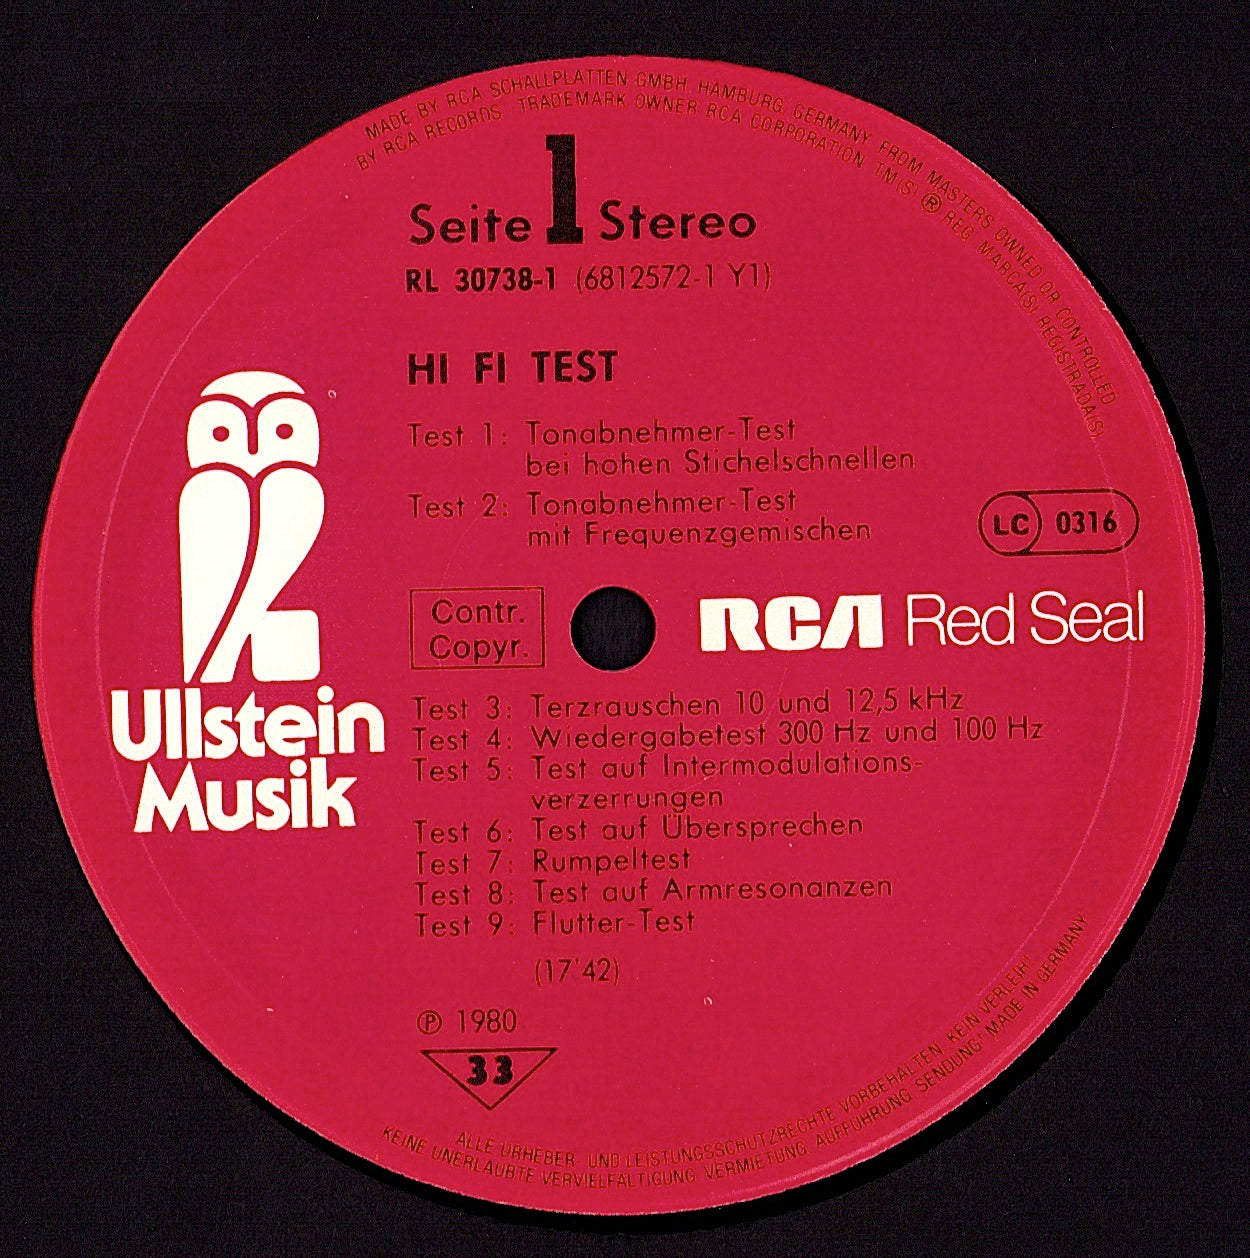 MADE BY RCA SCHALLPLATTEN GMBH, HAMBURG, GERMANY FROM MASTERS OWNED OR CONTROLLED
BY RCA RECORDS TRADEMARK OWNER RCA CORPORATION TM(S) ® REG. MARCA(S) REGISTRADA(S)
Seite 1 Stereo
RL 30738-1 (6812572-1 Y1)
HI FI TEST
Test 1: Tonabnehmer-Test
bei hohen Stichelschnellen
Test 2: Tonabnehmer-Test
mit Frequenzgemischen
LC 0316
Contr.
Copyr.
RCA Red Seal
Ullstein
Musik
Test 3: Terzrauschen 10 und 12,5 kHz
Test 4: Wiedergabetest 300 Hz und 100 Hz
Test 5: Test auf Intermodulations-
verzerrungen
Test 6: Test auf Übersprechen
Test 7: Rumpeltest
Test 8: Test auf Armresonanzen
Test 9: Flutter-Test
(17'42)
℗ 1980
33
ALLE URHEBER- UND LEISTUNGSSCHUTZRECHTE VORBEHALTEN. KEIN VERLEIH!
KEINE UNERLAUBTE VERVIELFÄLTIGUNG, VERMIETUNG, AUFFÜHRUNG, SENDUNG! MADE IN GERMANY